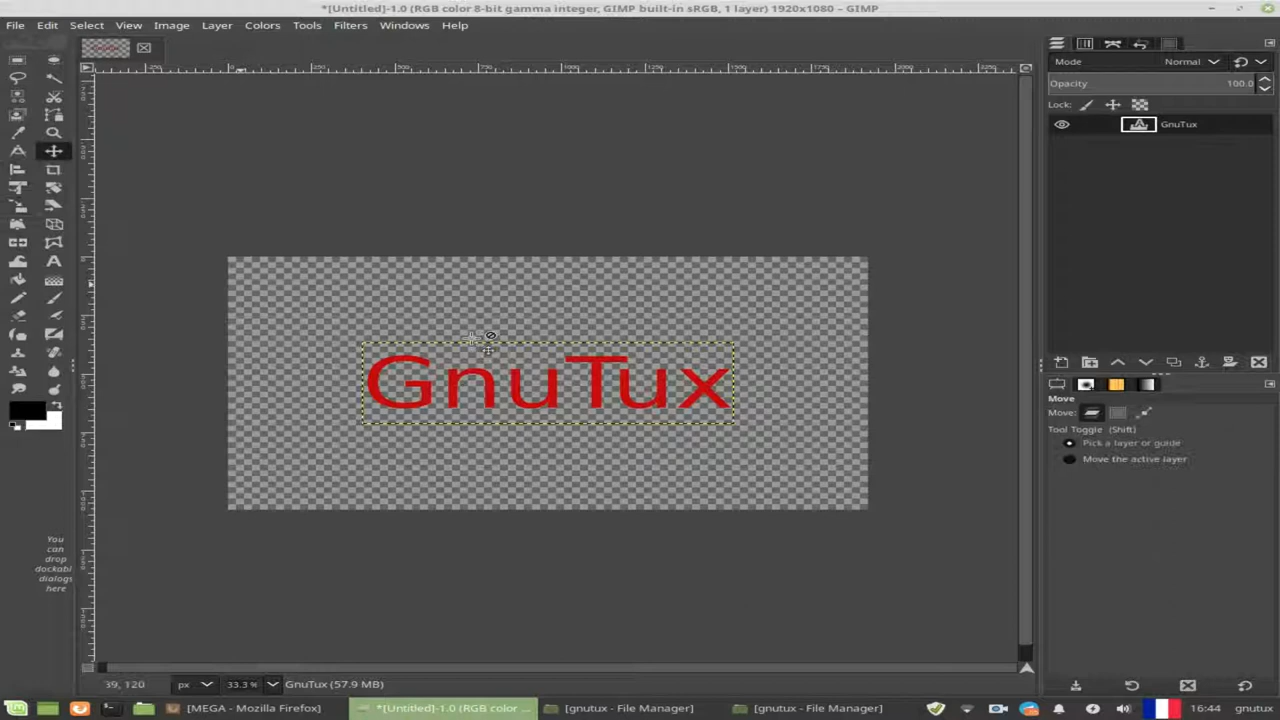 *[Untitled]-1.0 (RGB color 8-bit gamma integer, GIMP built-in sRGB, 1 layer) 1920x1080 – GIMP
File Edit Select View Image Layer Colors Tools Filters Windows Help
Mode Normal
Opacity 100.0
Lock:
GnuTux
GnuTux
Move
Move:
Tool Toggle (Shift)
Pick a layer or guide
Move the active layer
You
can
drop
dockabl
dialogs
here
39, 120 px 33.3 % GnuTux (57.9 MB)
[MEGA - Mozilla Firefox] *[Untitled]-1.0 (RGB color ... [gnutux - File Manager] [gnutux - File Manager] 16:44 gnutux